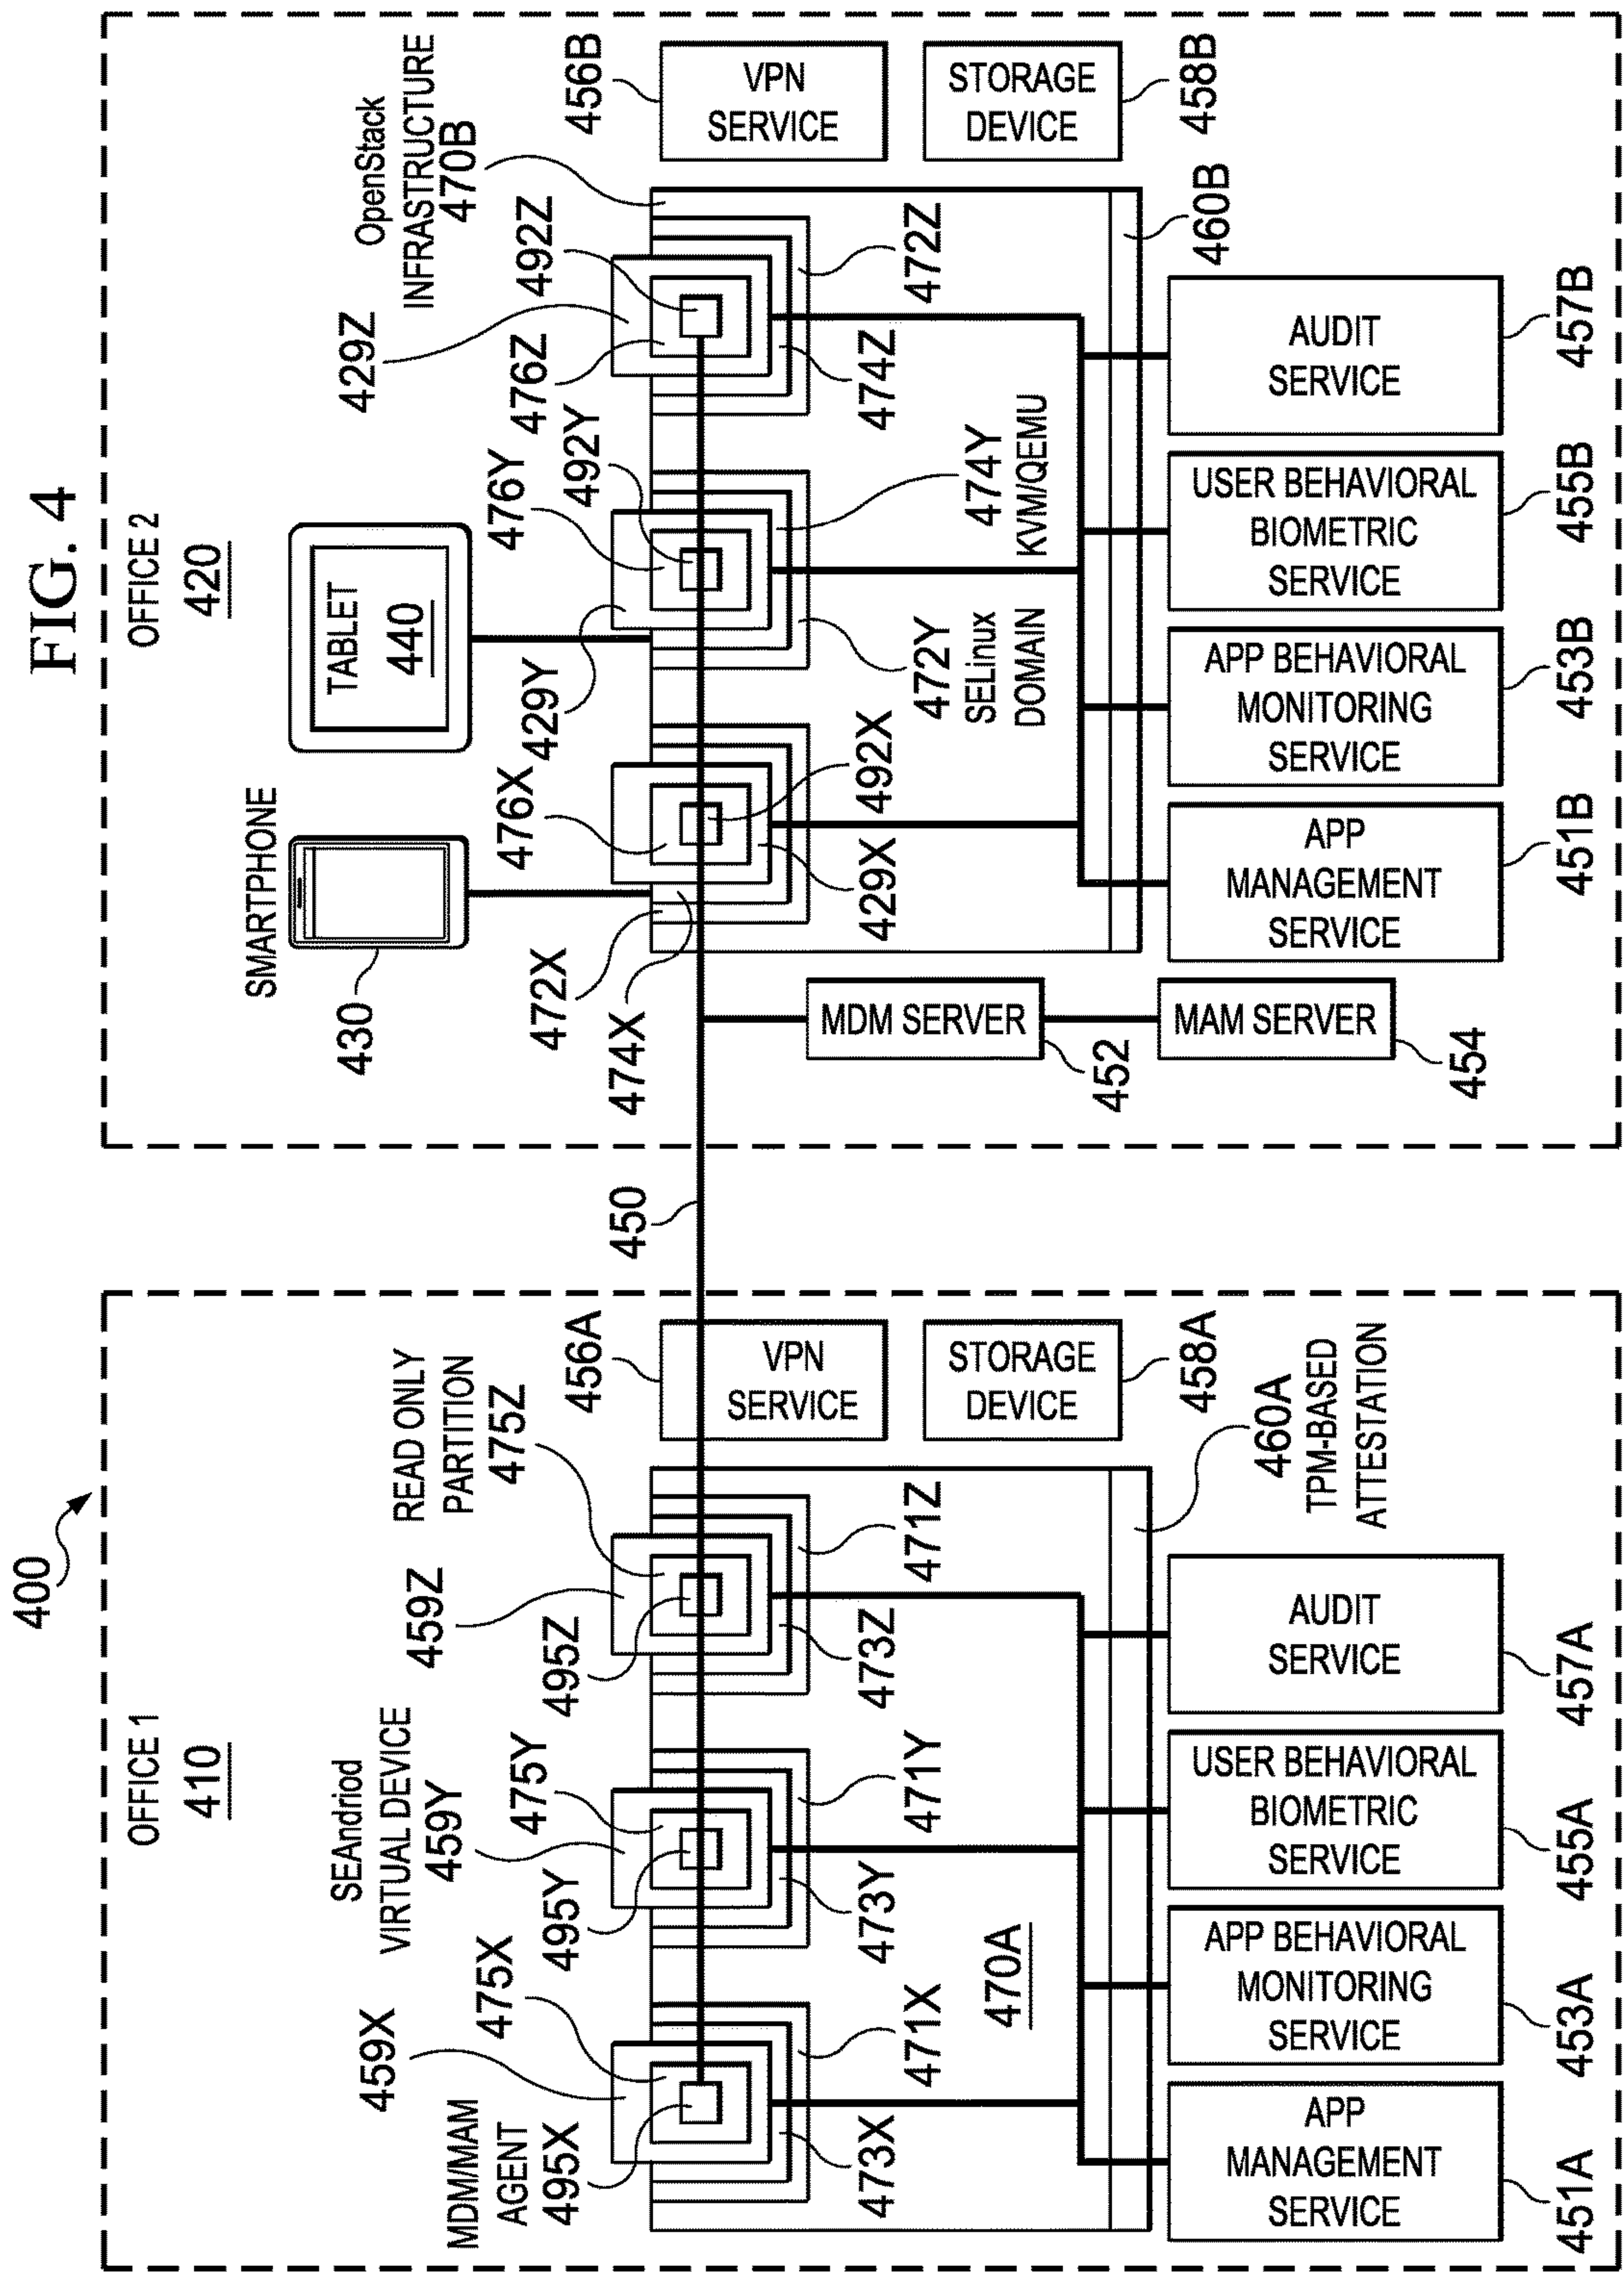 FIG. 4
400
OFFICE 1
410
MDM/MAM
AGENT
495X
459X
475X
SEAndriod
VIRTUAL DEVICE
459Y
475Y
495Y
459Z
495Z
READ ONLY
PARTITION
475Z
473X
471X
473Y
471Y
473Z
471Z
470A
456A
VPN
SERVICE
STORAGE
DEVICE
458A
460A
TPM-BASED
ATTESTATION
APP
MANAGEMENT
SERVICE
451A
APP BEHAVIORAL
MONITORING
SERVICE
453A
USER BEHAVIORAL
BIOMETRIC
SERVICE
455A
AUDIT
SERVICE
457A
450
OFFICE 2
420
SMARTPHONE
430
TABLET
440
472X
474X
476X
429X
492X
429Y
476Y
492Y
472Y
SELinux
DOMAIN
474Y
KVM/QEMU
429Z
476Z
492Z
474Z
472Z
OpenStack
INFRASTRUCTURE
470B
456B
VPN
SERVICE
STORAGE
DEVICE
458B
460B
MDM SERVER
452
MAM SERVER
454
APP
MANAGEMENT
SERVICE
451B
APP BEHAVIORAL
MONITORING
SERVICE
453B
USER BEHAVIORAL
BIOMETRIC
SERVICE
455B
AUDIT
SERVICE
457B